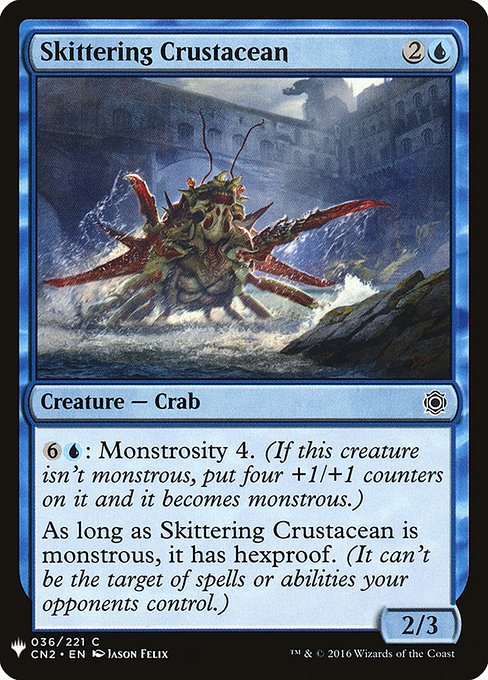 Skittering Crustacean 2
Creature — Crab
6: Monstrosity 4. (If this creature
isn't monstrous, put four +1/+1 counters
on it and it becomes monstrous.)
As long as Skittering Crustacean is
monstrous, it has hexproof. (It can't
be the target of spells or abilities your
opponents control.)
2/3
036/221 C
CN2 • EN Jason Felix
™ & © 2016 Wizards of the Coast